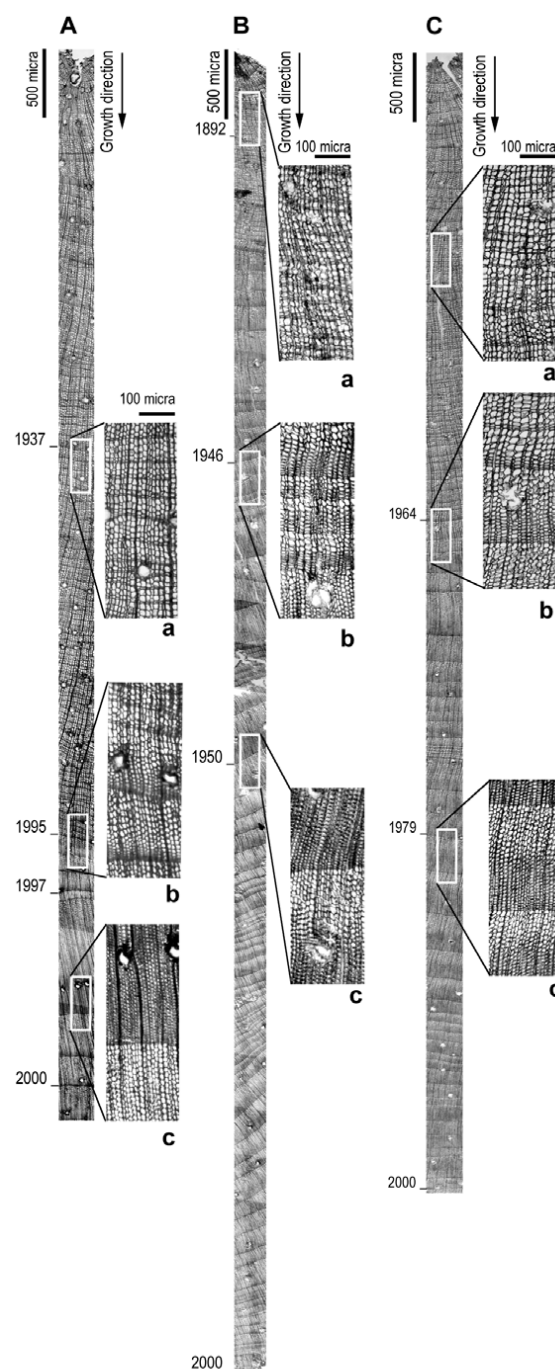 A
500 micra
Growth direction
1937
100 micra
a
1995
b
1997
c
2000
B
500 micra
Growth direction
1892
100 micra
a
1946
b
1950
c
2000
C
500 micra
Growth direction
100 micra
a
1964
b
1979
2000